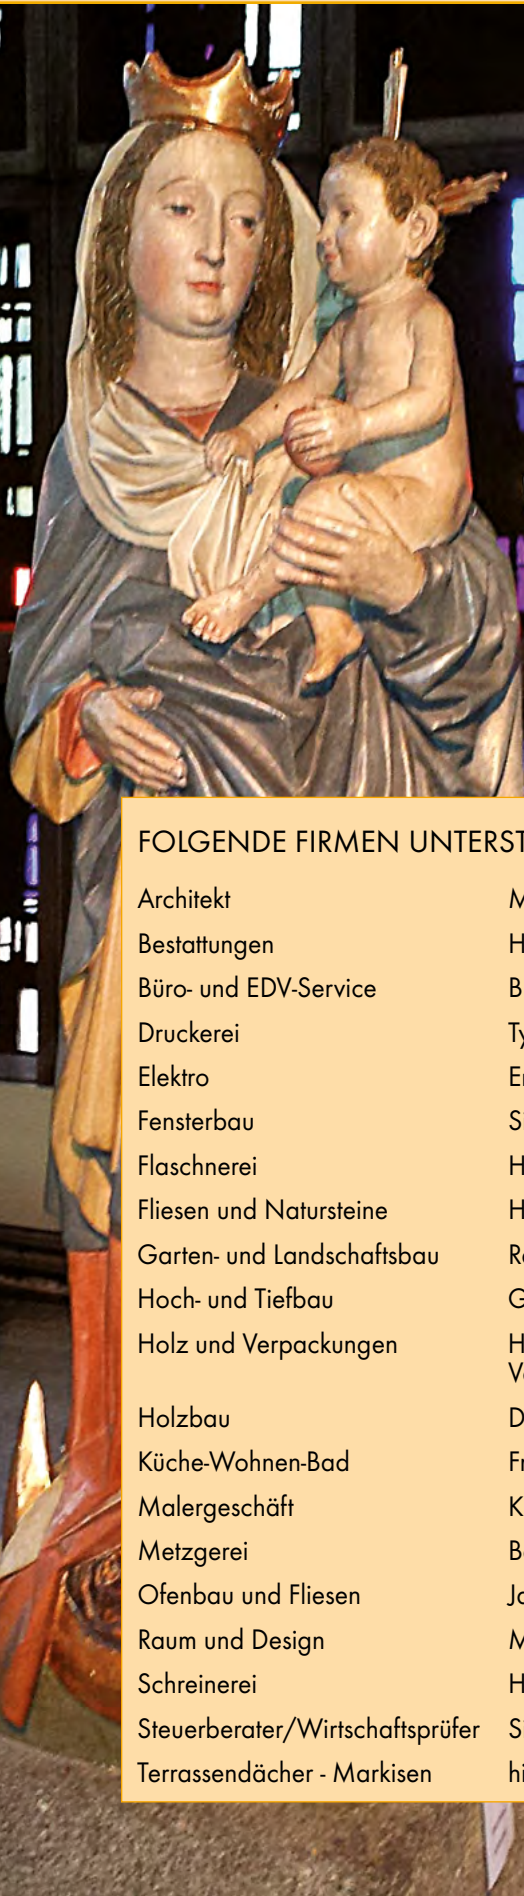 FOLGENDE FIRMEN
Architekt
Bestattungen
Büro- und EDV-Service
Druckerei
Elektro
Fensterbau
Flaschnerei
Fliesen und Natursteine
Garten- und Landschaftsbau
Hoch- und Tiefbau
Holz und Verpackungen
Holzbau
Küche-Wohnen-Bad
Malergeschäft
Metzgerei
Ofenbau und Fliesen
Raum und Design
Schreinerei
Steuerberater/Wirtschaftsprüfer
Terrassendächer - Markisen